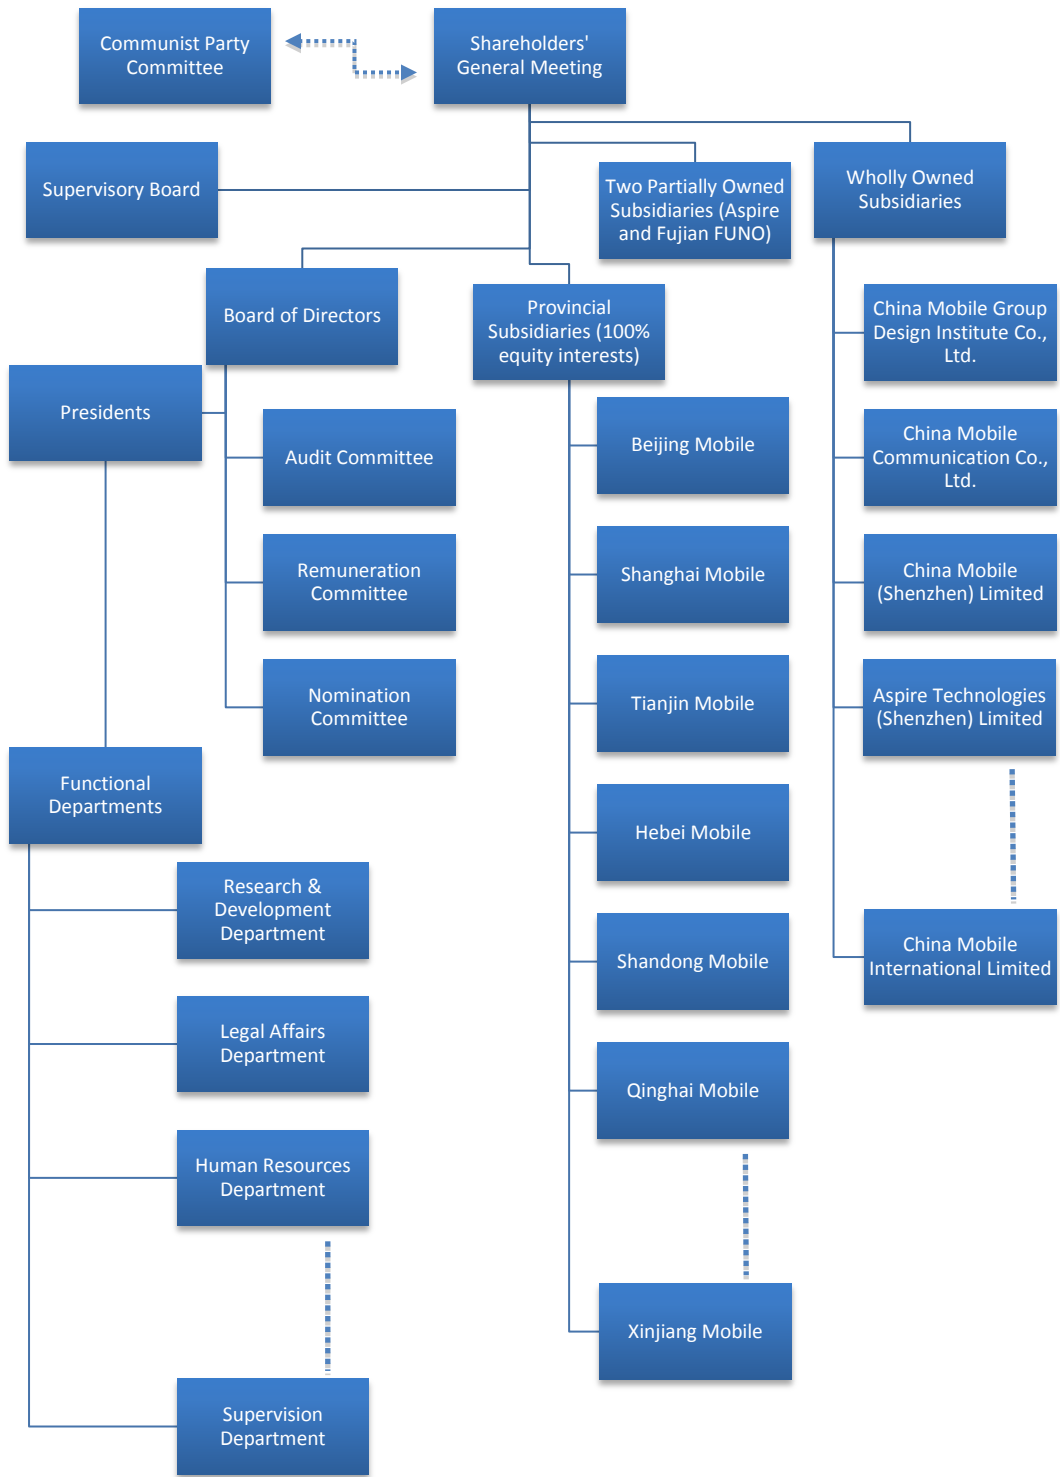 Communist Party
Committee
Shareholders'
General Meeting
Supervisory Board
Two Partially Owned
Subsidiaries (Aspire
and Fujian FUNO)
Wholly Owned
Subsidiaries
Board of Directors
Provincial
Subsidiaries (100%
equity interests)
China Mobile Group
Design Institute Co.,
Ltd.
Presidents
Audit Committee
Beijing Mobile
China Mobile
Communication Co.,
Ltd.
Remuneration
Committee
Shanghai Mobile
China Mobile
(Shenzhen) Limited
Nomination
Committee
Tianjin Mobile
Aspire Technologies
(Shenzhen) Limited
Functional
Departments
Hebei Mobile
Research &
Development
Department
Shandong Mobile
China Mobile
International Limited
Legal Affairs
Department
Qinghai Mobile
Human Resources
Department
Xinjiang Mobile
Supervision
Department